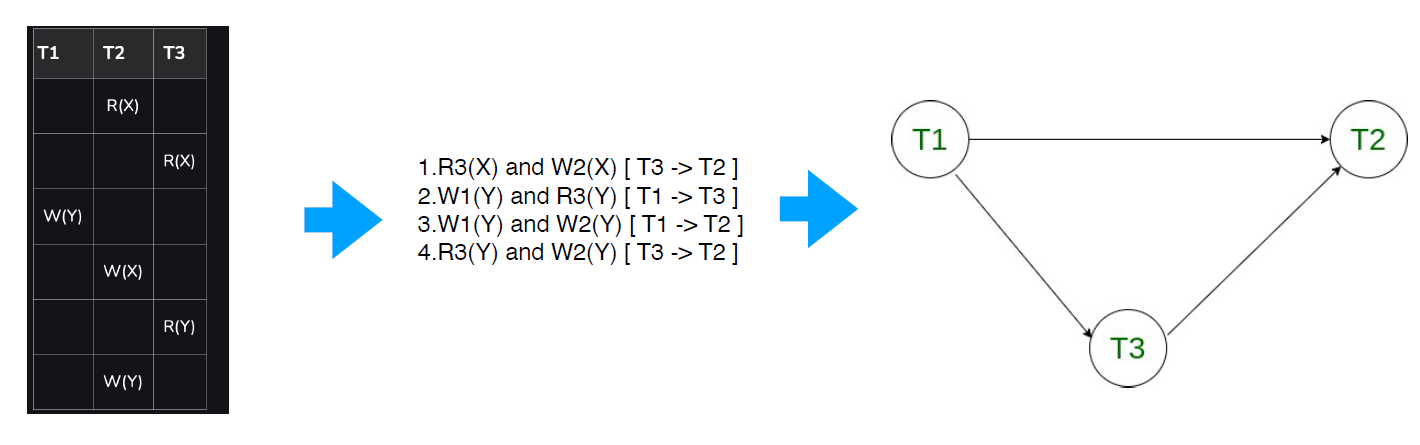 T1 T2 T3
R(X)
R(X)
W(Y)
W(X)
R(Y)
W(Y)
1.R3(X) and W2(X) [ T3 -> T2 ]
2.W1(Y) and R3(Y) [ T1 -> T3 ]
3.W1(Y) and W2(Y) [ T1 -> T2 ]
4.R3(Y) and W2(Y) [ T3 -> T2 ]
T1
T2
T3